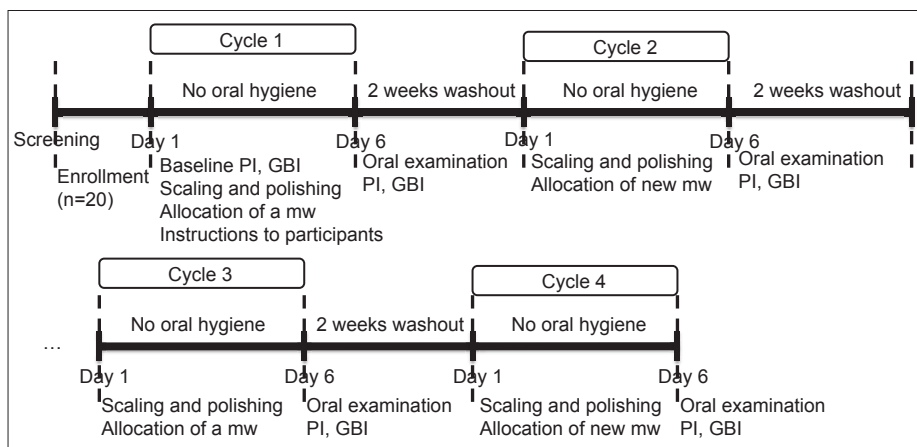 Cycle 1
Cycle 2
No oral hygiene
2 weeks washout
No oral hygiene
2 weeks washout
Screening
Day 1
Day 6
Day 1
Day 6
Enrollment
(n=20)
Baseline PI, GBI
Scaling and polishing
Allocation of a mw
Instructions to participants
Oral examination
PI, GBI
Scaling and polishing
Allocation of new mw
Oral examination
PI, GBI
Cycle 3
Cycle 4
No oral hygiene
2 weeks washout
No oral hygiene
...
Day 1
Day 6
Day 1
Day 6
Scaling and polishing
Allocation of a mw
Oral examination
PI, GBI
Scaling and polishing
Allocation of new mw
Oral examination
PI, GBI